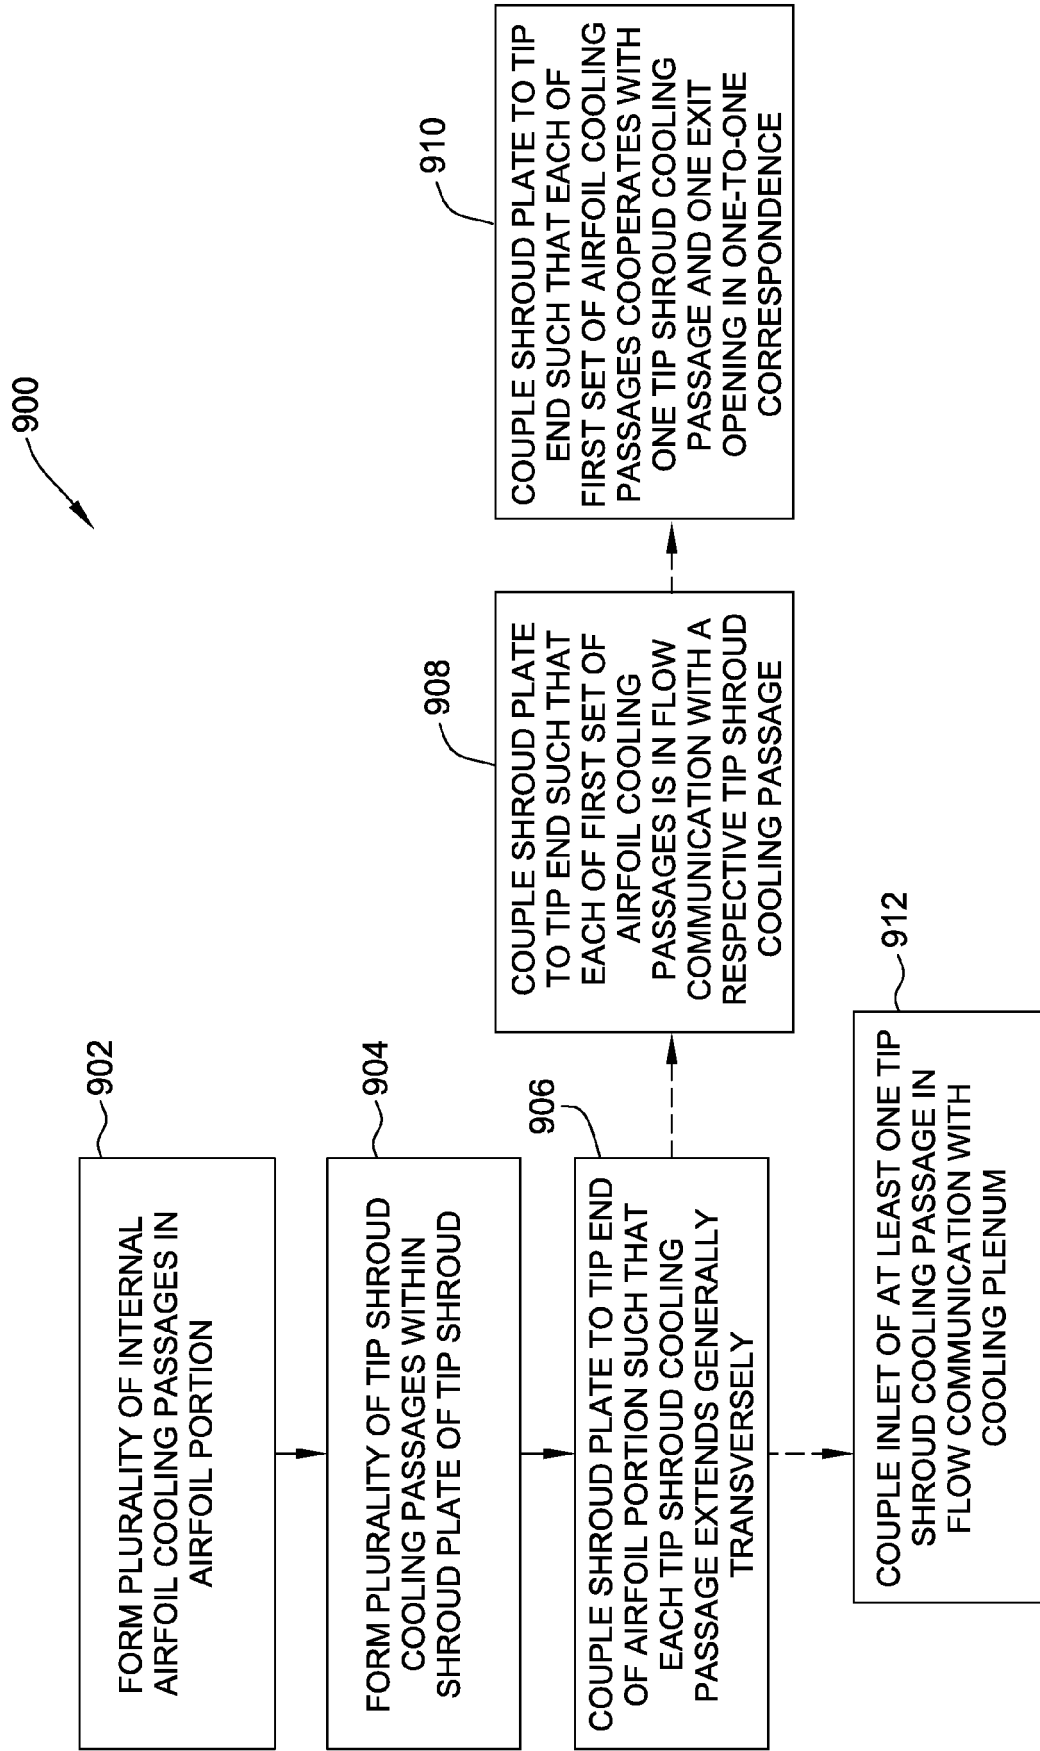 900
902
FORM PLURALITY OF INTERNAL
AIRFOIL COOLING PASSAGES IN
AIRFOIL PORTION
904
FORM PLURALITY OF TIP SHROUD
COOLING PASSAGES WITHIN
SHROUD PLATE OF TIP SHROUD
906
COUPLE SHROUD PLATE TO TIP END
OF AIRFOIL PORTION SUCH THAT
EACH TIP SHROUD COOLING
PASSAGE EXTENDS GENERALLY
TRANSVERSELY
908
COUPLE SHROUD PLATE
TO TIP END SUCH THAT
EACH OF FIRST SET OF
AIRFOIL COOLING
PASSAGES IS IN FLOW
COMMUNICATION WITH A
RESPECTIVE TIP SHROUD
COOLING PASSAGE
910
COUPLE SHROUD PLATE TO TIP
END SUCH THAT EACH OF
FIRST SET OF AIRFOIL COOLING
PASSAGES COOPERATES WITH
ONE TIP SHROUD COOLING
PASSAGE AND ONE EXIT
OPENING IN ONE-TO-ONE
CORRESPONDENCE
912
COUPLE INLET OF AT LEAST ONE TIP
SHROUD COOLING PASSAGE IN
FLOW COMMUNICATION WITH
COOLING PLENUM